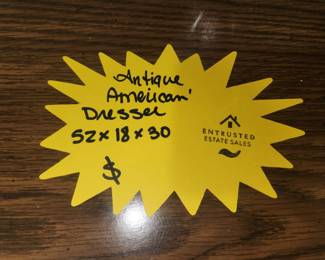 Antique
American'
Dresser
52 x 18 x 30
$
ENTRUSTED
ESTATE SALES